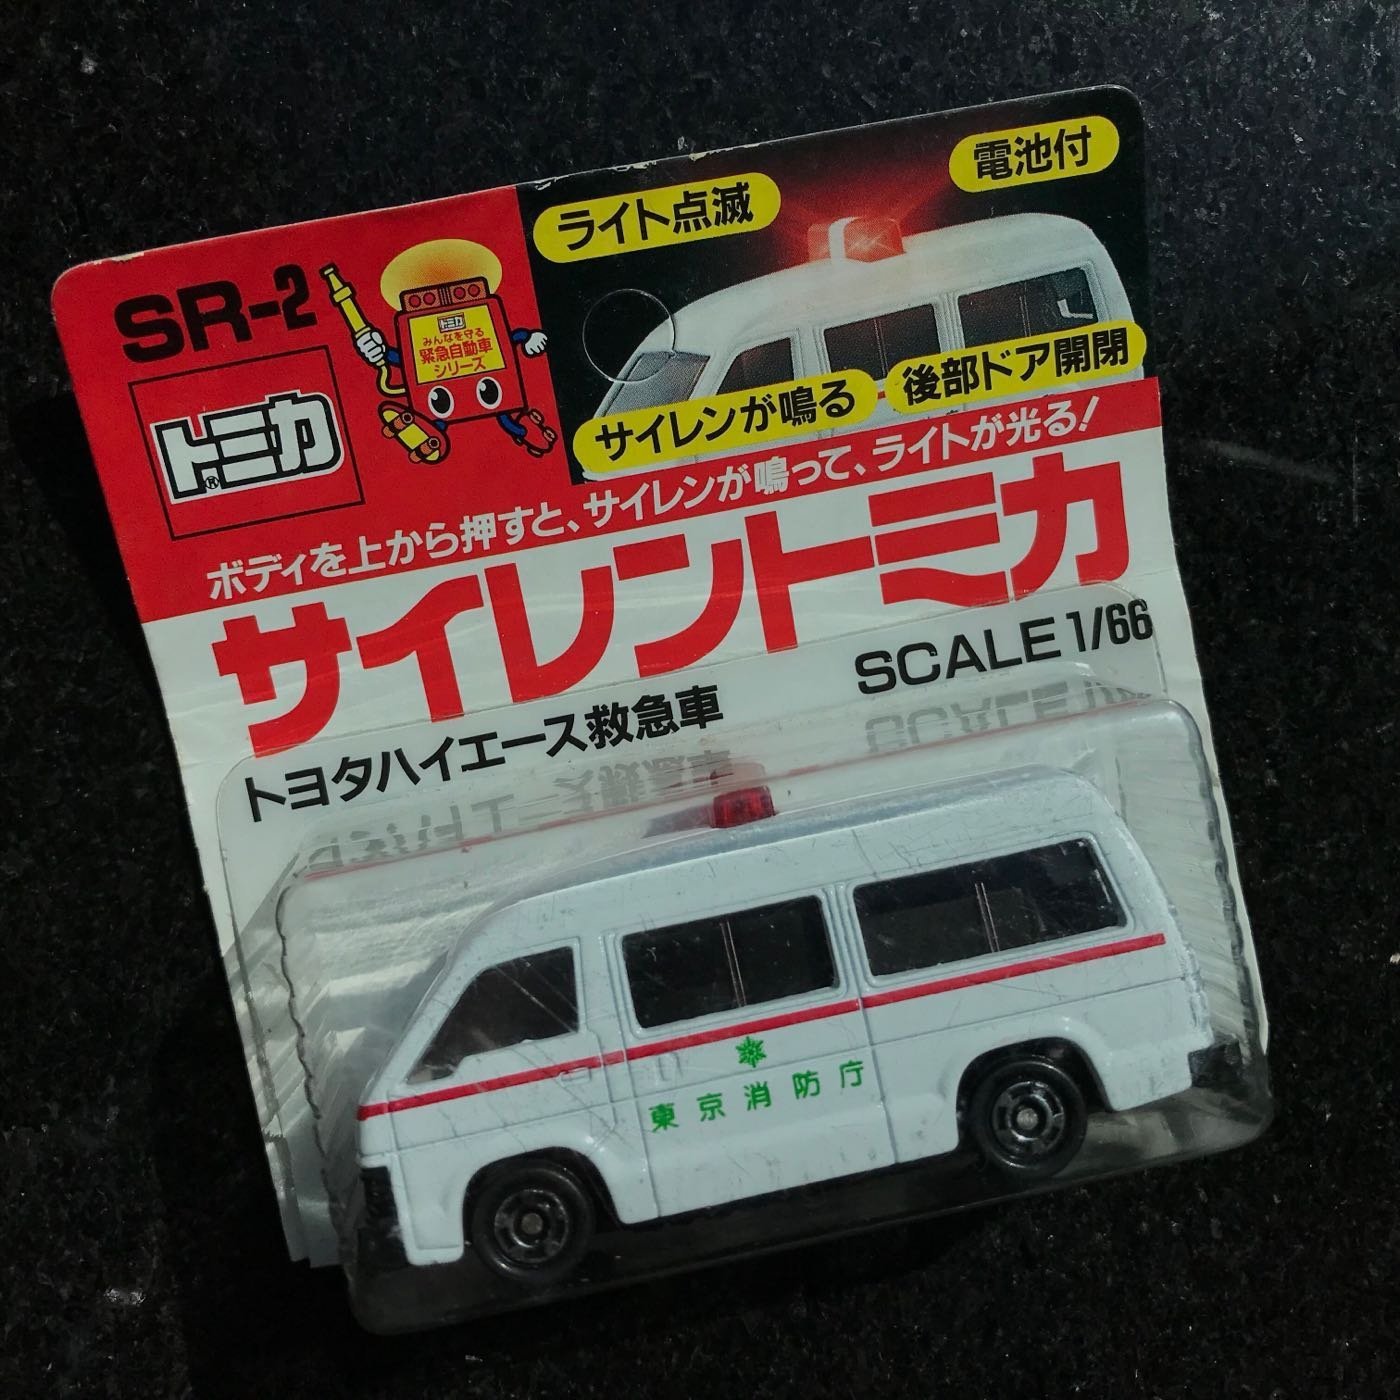 電池付
ライト点滅
SR-2
トミカ
みんなを守る
緊急自動車
シリーズ
トミカ®
サイレンが鳴る
後部ドア開閉
ボディを上から押すと、サイレンが鳴って、ライトが光る!
サイレントミカ
SCALE 1/66
トヨタハイエース救急車
東京消防庁